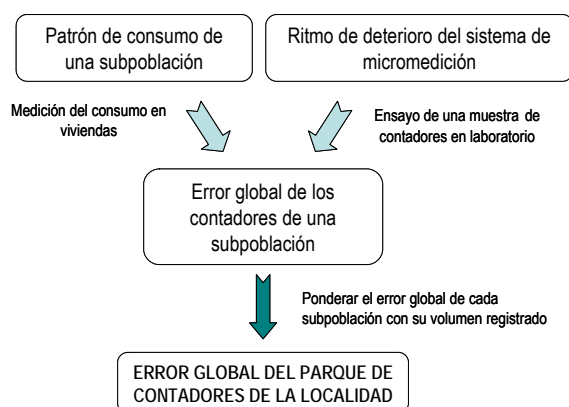 Patrón de consumo de
una subpoblación
Ritmo de deterioro del sistema de
micromedición
Medición del consumo en
viviendas
Ensayo de una muestra de
contadores en laboratorio
Error global de los
contadores de una
subpoblación
Ponderar el error global de cada
subpoblación con su volumen registrado
ERROR GLOBAL DEL PARQUE DE
CONTADORES DE LA LOCALIDAD